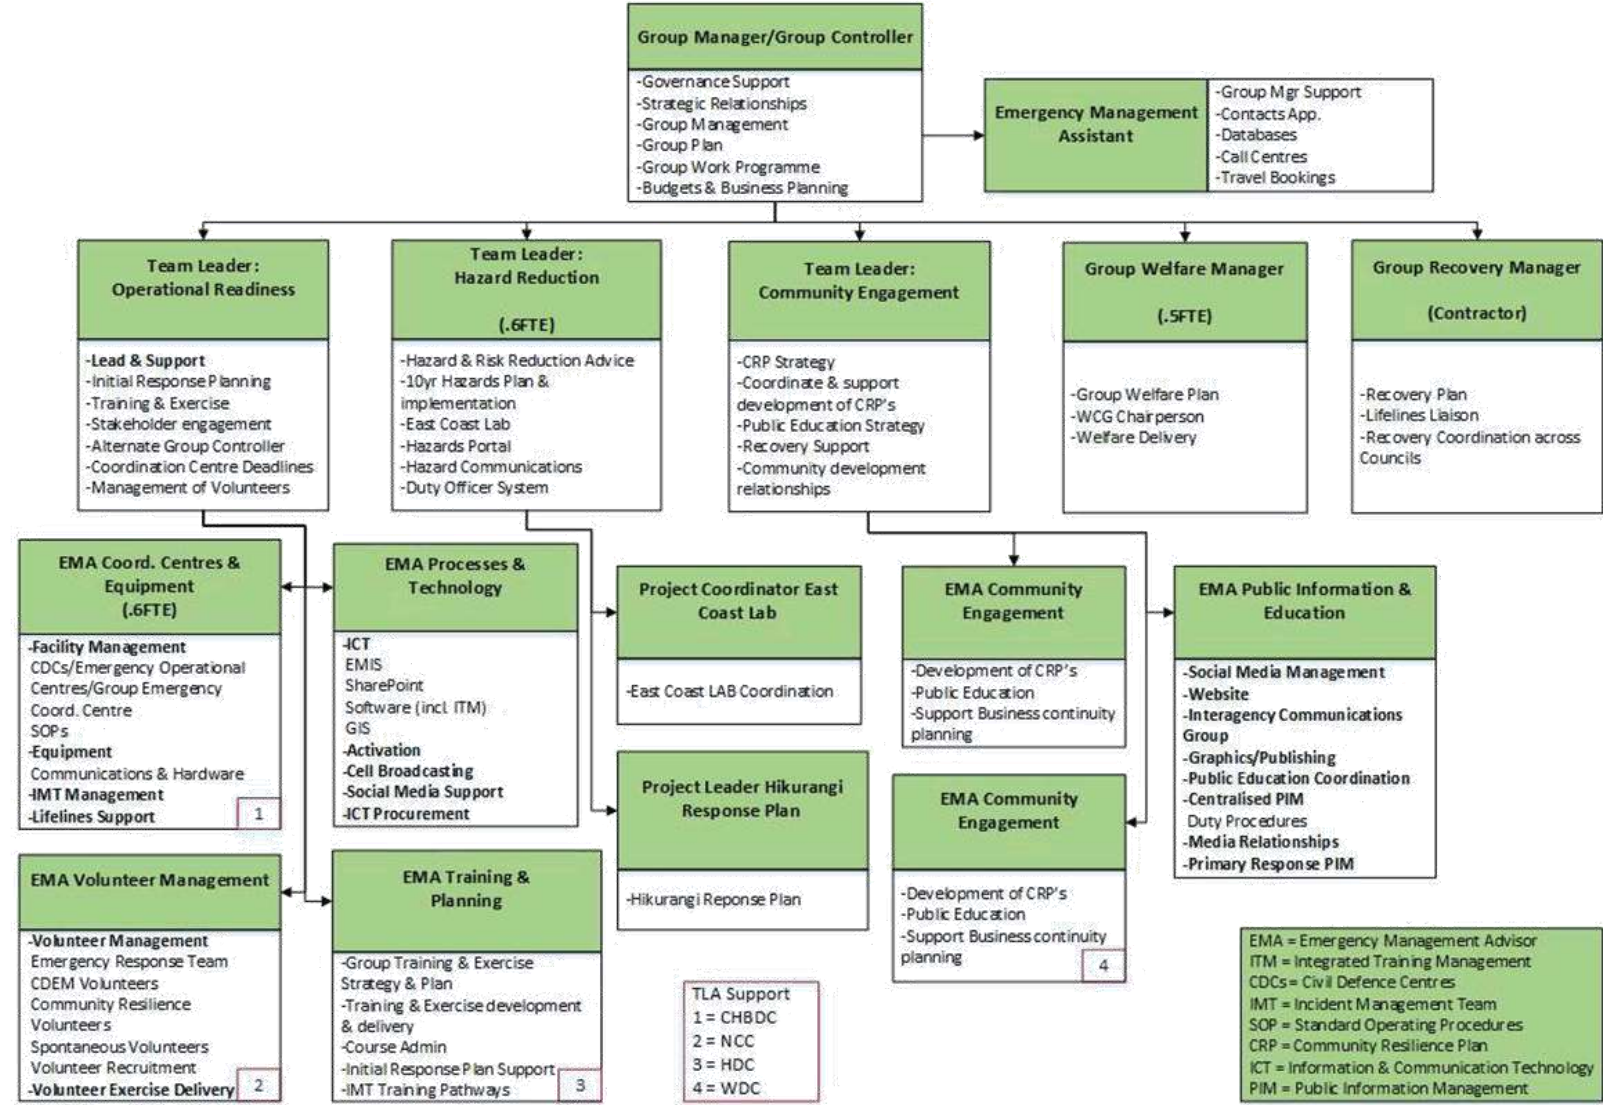 Group Manager/Group Controller
-Governance Support
-Strategic Relationships
-Group Management
-Group Plan
-Group Work Programme
-Budgets & Business Planning
Emergency Management
Assistant
-Group Mgr Support
-Contacts App.
-Databases
-Call Centres
-Travel Bookings
Team Leader:
Operational Readiness
-Lead & Support
-Initial Response Planning
-Training & Exercise
-Stakeholder engagement
-Alternate Group Controller
-Coordination Centre Deadlines
-Management of Volunteers
Team Leader:
Hazard Reduction
(.6FTE)
-Hazard & Risk Reduction Advice
-10yr Hazards Plan &
implementation
-East Coast Lab
-Hazards Portal
-Hazard Communications
-Duty Officer System
Team Leader:
Community Engagement
-CRP Strategy
-Coordinate & support
development of CRP's
-Public Education Strategy
-Recovery Support
-Community development
relationships
Group Welfare Manager
(.5FTE)
-Group Welfare Plan
-WCG Chairperson
-Welfare Delivery
Group Recovery Manager
(Contractor)
-Recovery Plan
-Lifelines Liaison
-Recovery Coordination across
Councils
EMA Coord. Centres &
Equipment
(.6FTE)
-Facility Management
CDCs/Emergency Operational
Centres/Group Emergency
Coord. Centre
SOPs
-Equipment
Communications & Hardware
-IMT Management
-Lifelines Support
1
EMA Processes &
Technology
-ICT
EMIS
SharePoint
Software (incl. ITM)
GIS
-Activation
-Cell Broadcasting
-Social Media Support
-ICT Procurement
Project Coordinator East
Coast Lab
-East Coast LAB Coordination
EMA Community
Engagement
-Development of CRP's
-Public Education
-Support Business continuity
planning
EMA Public Information &
Education
-Social Media Management
-Website
-Interagency Communications
Group
-Graphics/Publishing
-Public Education Coordination
-Centralised PIM
Duty Procedures
-Media Relationships
-Primary Response PIM
Project Leader Hikurangi
Response Plan
-Hikurangi Reponse Plan
EMA Community
Engagement
-Development of CRP's
-Public Education
-Support Business continuity
planning
4
EMA Volunteer Management
-Volunteer Management
Emergency Response Team
CDEM Volunteers
Community Resilience
Volunteers
Spontaneous Volunteers
Volunteer Recruitment
-Volunteer Exercise Delivery
2
EMA Training &
Planning
-Group Training & Exercise
Strategy & Plan
-Training & Exercise development
& delivery
-Course Admin
-Initial Response Plan Support
-IMT Training Pathways
3
TLA Support
1 = CHBDC
2 = NCC
3 = HDC
4 = WDC
EMA = Emergency Management Advisor
ITM = Integrated Training Management
CDCs = Civil Defence Centres
IMT = Incident Management Team
SOP = Standard Operating Procedures
CRP = Community Resilience Plan
ICT = Information & Communication Technology
PIM = Public Information Management